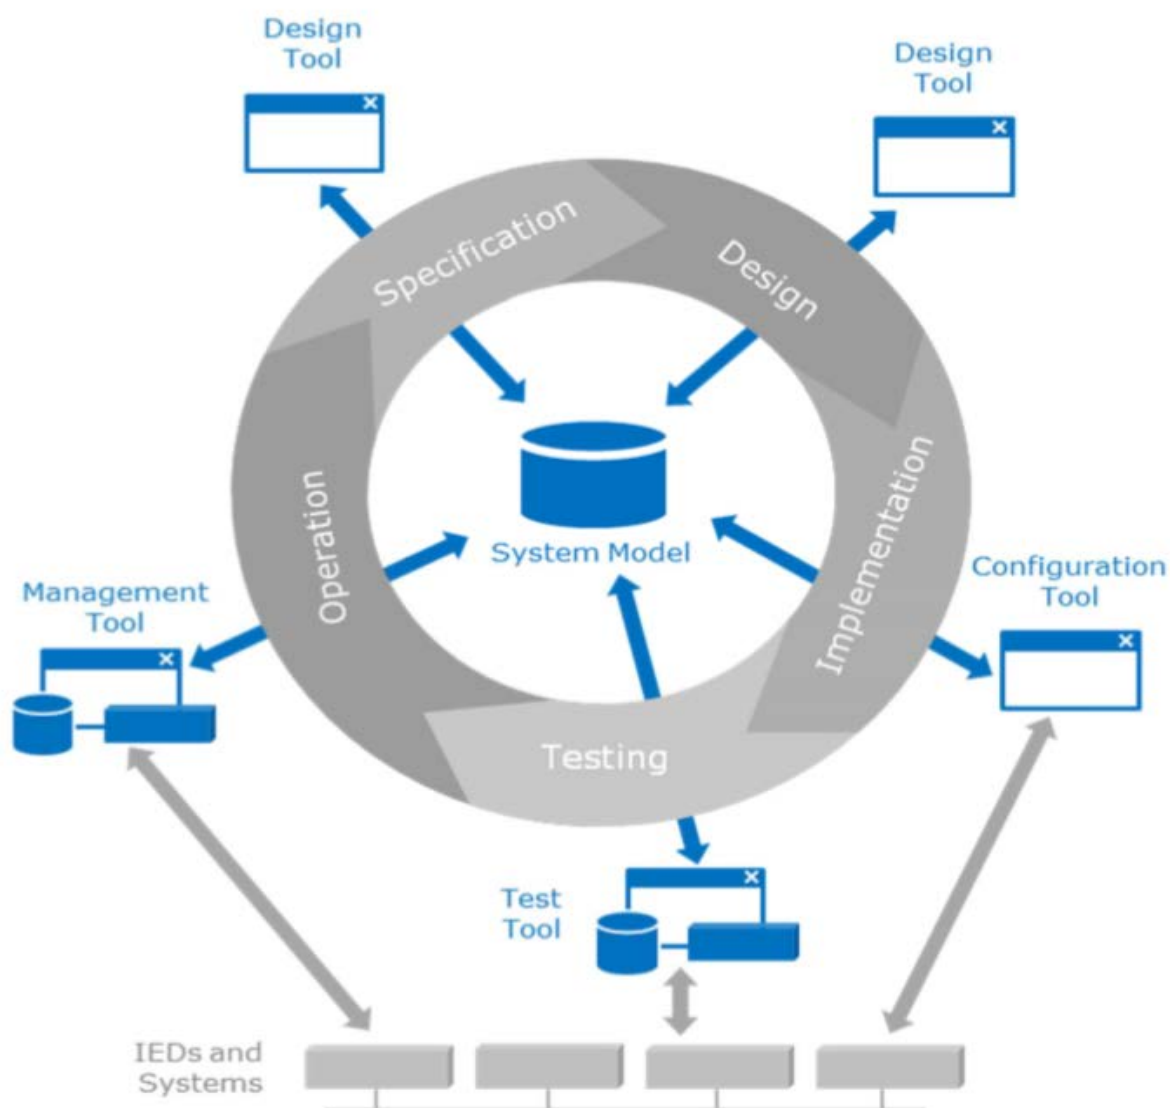 Design
Tool
Design
Tool
Specification
Design
Implementation
Testing
Operation
System Model
Management
Tool
Configuration
Tool
Test
Tool
IEDs and
Systems